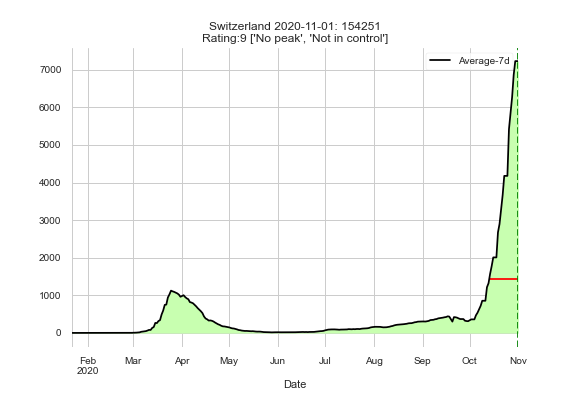 Switzerland 2020-11-01: 154251
Rating:9 ['No peak', 'Not in control']
Average-7d
7000
6000
5000
4000
3000
2000
1000
0
Feb Mar Apr May Jun Jul Aug Sep Oct Nov
2020
Date